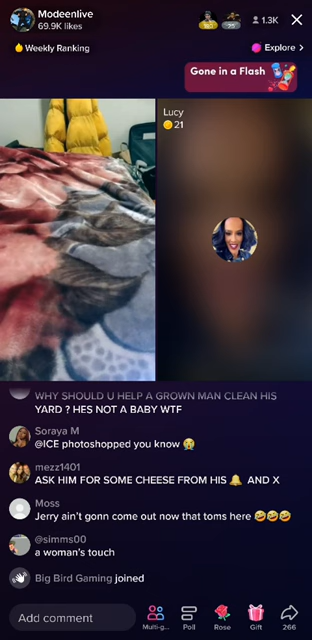 Modeenlive
69.9K likes
1.3K
Weekly Ranking
Explore >
Gone in a Flash
Lucy
21
WHY SHOULD U HELP A GROWN MAN CLEAN HIS
YARD ? HES NOT A BABY WTF
Soraya M
@ICE photoshopped you know 😭
mezz1401
ASK HIM FOR SOME CHEESE FROM HIS 🔔 AND X
Moss
Jerry ain't gonn come out now that toms here 🤣🤣🤣
@simms00
a woman's touch
Big Bird Gaming joined
Add comment
Multi-g...
Poll
Rose
Gift
266